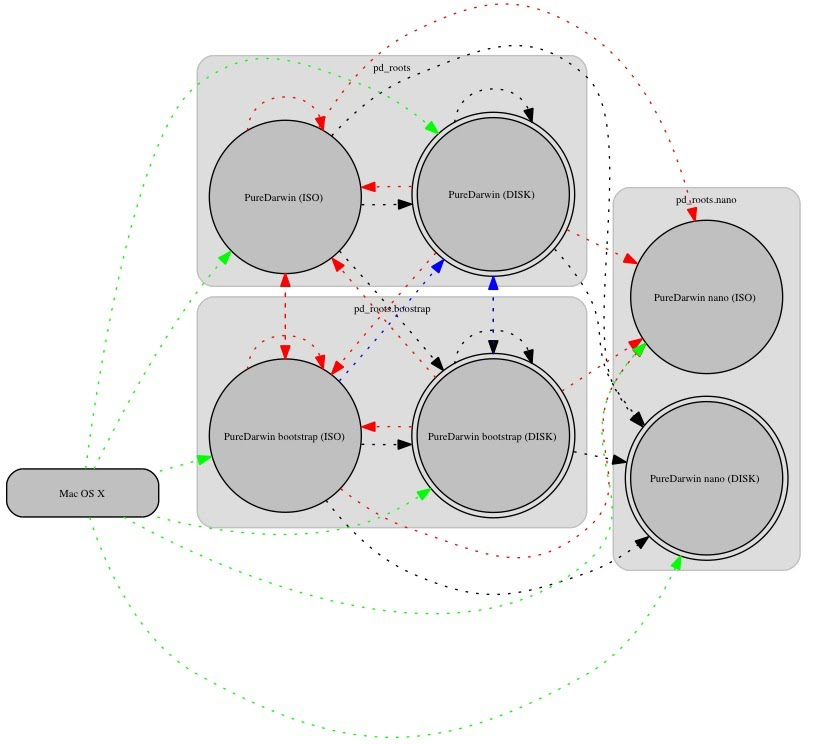 pd_roots
PureDarwin (ISO)
PureDarwin (DISK)
pd_roots.nano
PureDarwin nano (ISO)
pd_roots.boostrap
PureDarwin bootstrap (ISO)
PureDarwin bootstrap (DISK)
PureDarwin nano (DISK)
Mac OS X